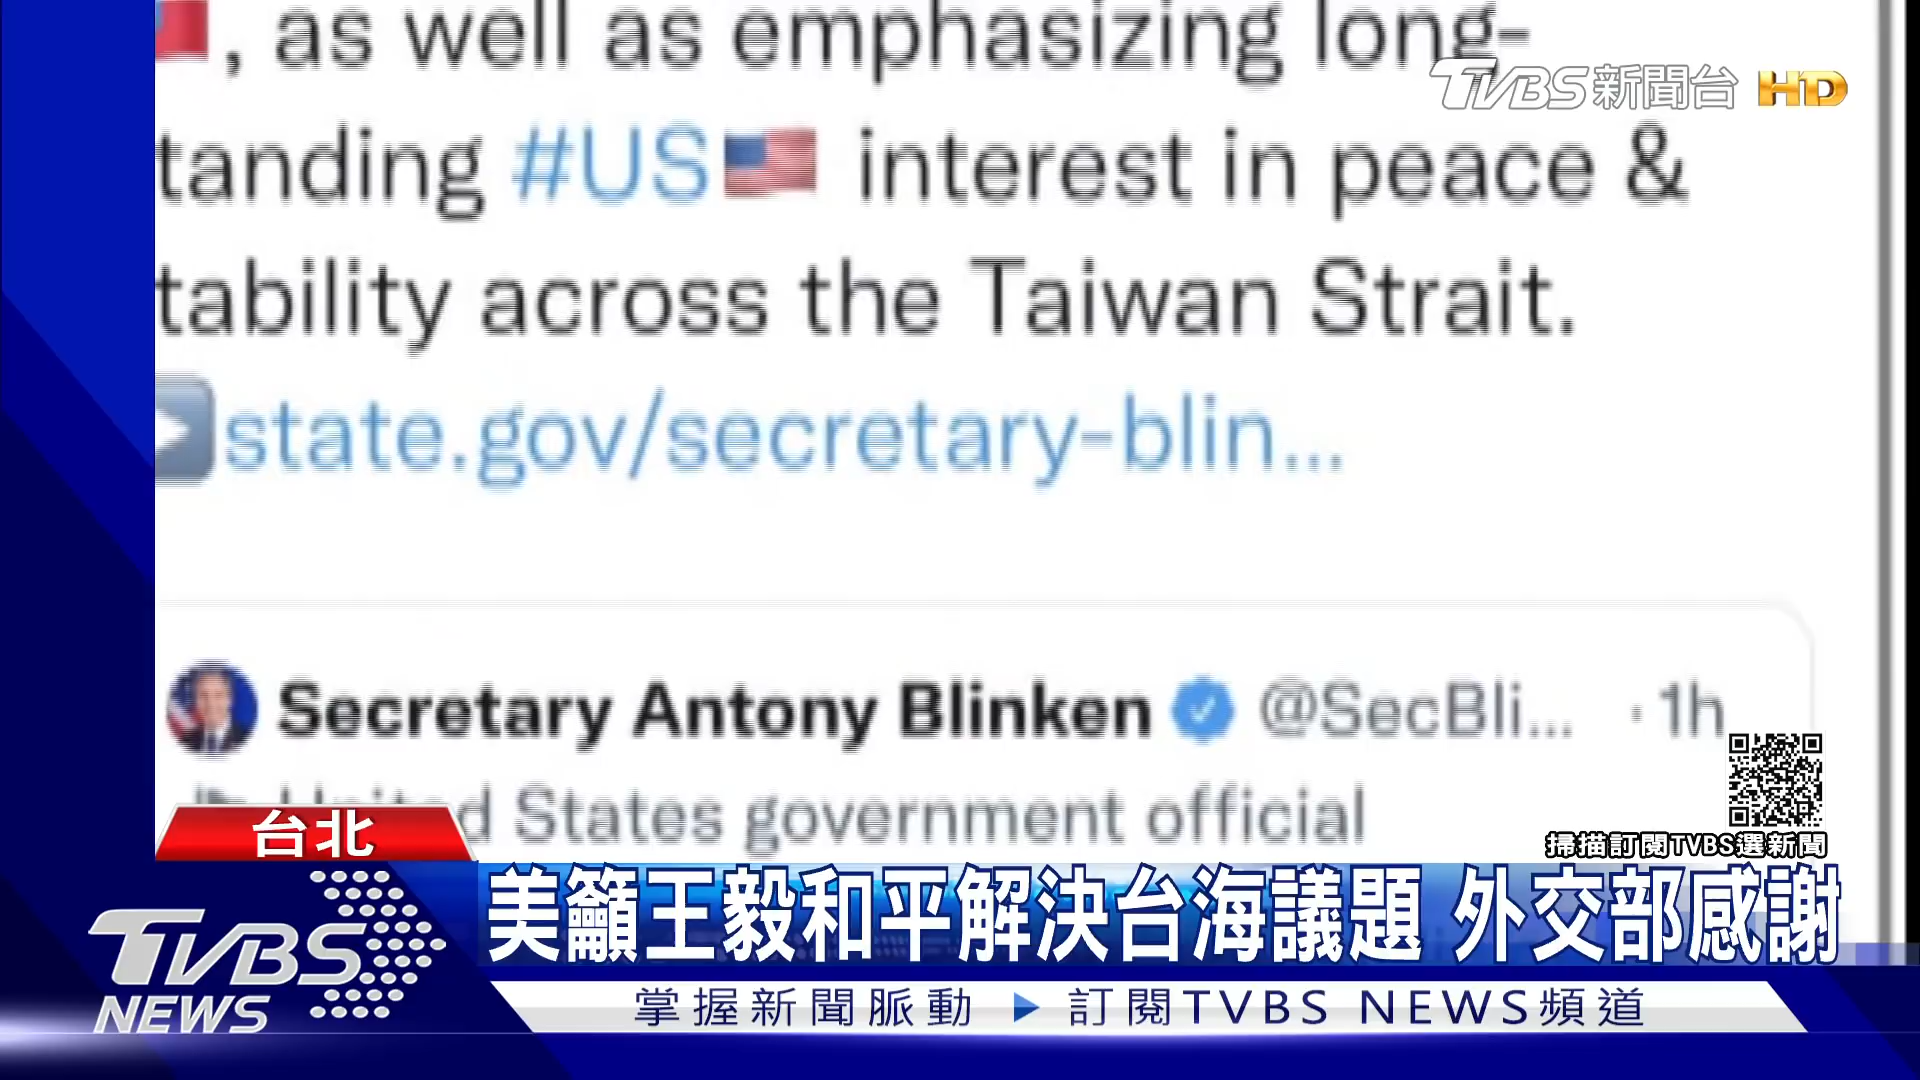 , as well as emphasizing long-
TVBS新聞台 HD
tanding #US interest in peace &
tability across the Taiwan Strait.
state.gov/secretary-blin...
Secretary Antony Blinken @SecBli... · 1h
United States government official
掃描訂閱TVBS選新聞
台北
美籲王毅和平解決台海議題 外交部感謝
TVBS
NEWS
掌握新聞脈動 ▶ 訂閱TVBS NEWS頻道